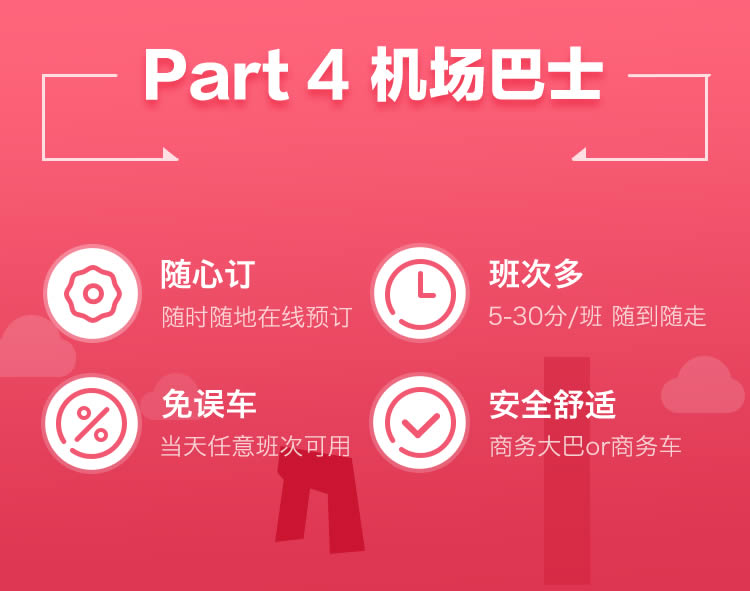 Part 4 机场巴士
随心订
随时随地在线预订
班次多
5-30分/班 随到随走
免误车
当天任意班次可用
安全舒适
商务大巴or商务车